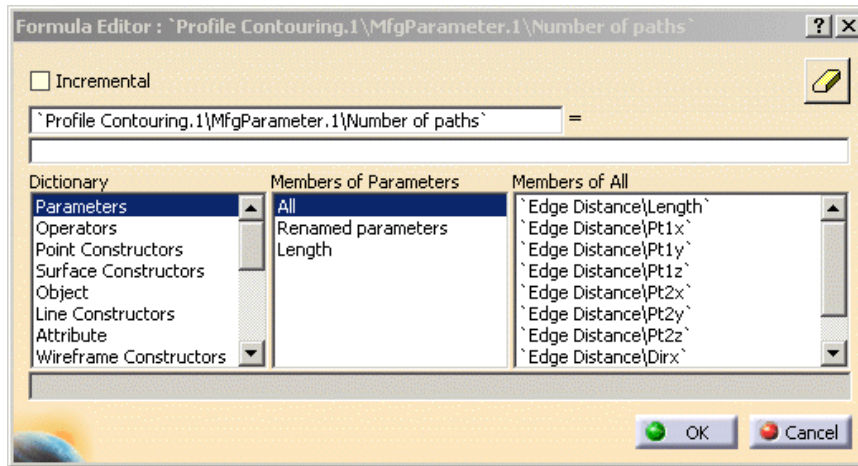 Formula Editor : `Profile Contouring.1\MfgParameter.1\Number of paths`
Incremental
`Profile Contouring.1\MfgParameter.1\Number of paths` =
Dictionary Members of Parameters Members of All
Parameters All `Edge Distance\Length`
Operators Renamed parameters `Edge Distance\Pt1x`
Point Constructors Length `Edge Distance\Pt1y`
Surface Constructors `Edge Distance\Pt1z`
Object `Edge Distance\Pt2x`
Line Constructors `Edge Distance\Pt2y`
Attribute `Edge Distance\Pt2z`
Wireframe Constructors `Edge Distance\Dirx`
OK Cancel